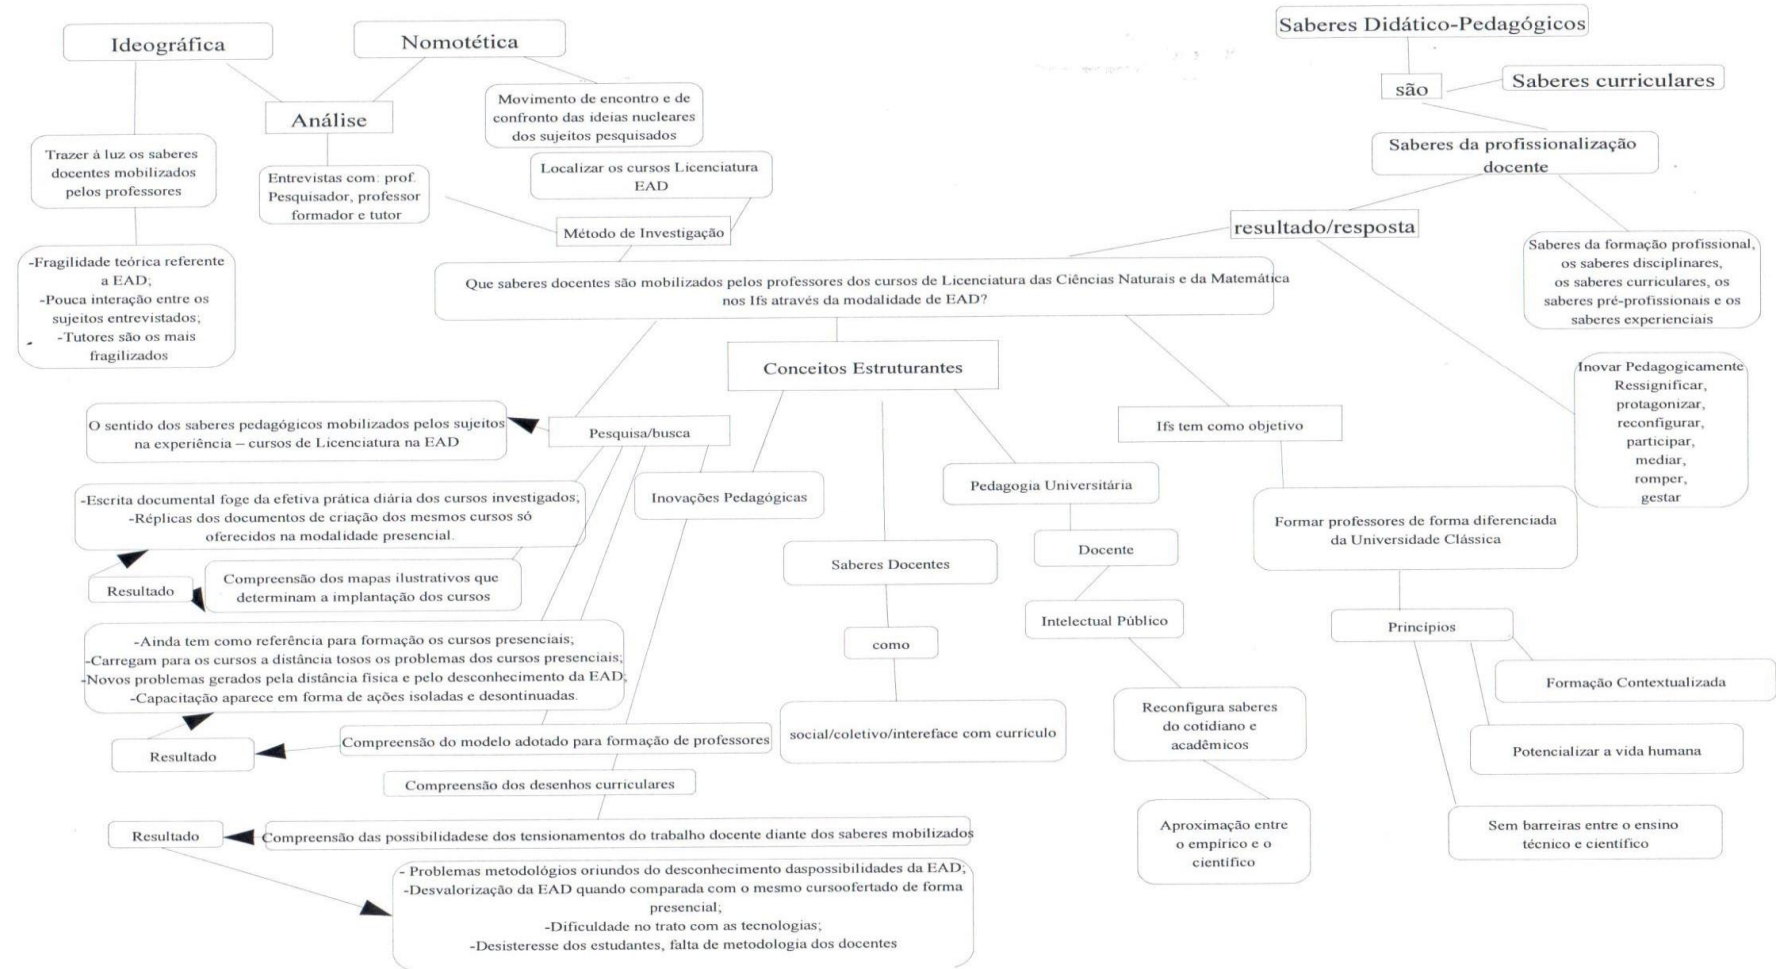 Ideográfica
Nomotética
Análise
Movimento de encontro e de
confronto das ideias nucleares
dos sujeitos pesquisados
Trazer à luz os saberes
docentes mobilizados
pelos professores
Entrevistas com: prof.
Pesquisador, professor
formador e tutor
Localizar os cursos Licenciatura
EAD
Método de Investigação
-Fragilidade teórica referente
a EAD;
-Pouca interação entre os
sujeitos entrevistados;
-Tutores são os mais
fragilizados
Saberes Didático-Pedagógicos
são
Saberes curriculares
Saberes da profissionalização
docente
resultado/resposta
Saberes da formação profissional,
os saberes disciplinares,
os saberes curriculares, os
saberes pré-profissionais e os
saberes experienciais
Inovar Pedagogicamente
Ressignificar,
protagonizar,
reconfigurar,
participar,
mediar,
romper,
gestar
Que saberes docentes são mobilizados pelos professores dos cursos de Licenciatura das Ciências Naturais e da Matemática
nos Ifs através da modalidade de EAD?
Conceitos Estruturantes
O sentido dos saberes pedagógicos mobilizados pelos sujeitos
na experiência – cursos de Licenciatura na EAD
Pesquisa/busca
Ifs tem como objetivo
-Escrita documental foge da efetiva prática diária dos cursos investigados;
-Réplicas dos documentos de criação dos mesmos cursos só
oferecidos na modalidade presencial.
Inovações Pedagógicas
Pedagogia Universitária
Formar professores de forma diferenciada
da Universidade Clássica
Saberes Docentes
Docente
Resultado
Compreensão dos mapas ilustrativos que
determinam a implantação dos cursos
Intelectual Público
Princípios
-Ainda tem como referência para formação os cursos presenciais;
-Carregam para os cursos a distância tosos os problemas dos cursos presenciais;
-Novos problemas gerados pela distância física e pelo desconhecimento da EAD;
-Capacitação aparece em forma de ações isoladas e desontinuadas.
como
Formação Contextualizada
social/coletivo/intereface com currículo
Reconfigura saberes
do cotidiano e
acadêmicos
Potencializar a vida humana
Resultado
Compreensão do modelo adotado para formação de professores
Compreensão dos desenhos curriculares
Resultado
Compreensão das possibilidadese dos tensionamentos do trabalho docente diante dos saberes mobilizados
Aproximação entre
o empírico e o
científico
Sem barreiras entre o ensino
técnico e científico
- Problemas metodológios oriundos do desconhecimento daspossibilidades da EAD;
-Desvalorização da EAD quando comparada com o mesmo cursoofertado de forma
presencial;
-Dificuldade no trato com as tecnologias;
-Desisteresse dos estudantes, falta de metodologia dos docentes